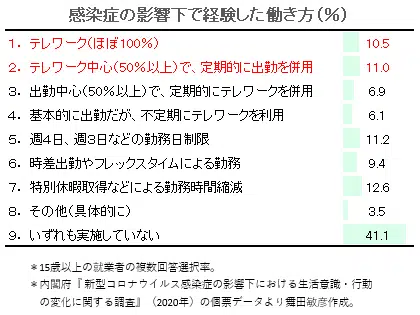 感染症の影響下で経験した働き方(%)
1. テレワーク(ほぼ100%) 10.5
2. テレワーク中心(50%以上)で、定期的に出勤を併用 11.0
3. 出勤中心(50%以上)で、定期的にテレワークを併用 6.9
4. 基本的に出勤だが、不定期にテレワークを利用 6.1
5. 週4日、週3日などの勤務日制限 11.2
6. 時差出勤やフレックスタイムによる勤務 9.4
7. 特別休暇取得などによる勤務時間縮減 12.6
8. その他(具体的に) 3.5
9. いずれも実施していない 41.1
*15歳以上の就業者の複数回答選択率。
*内閣府『新型コロナウイルス感染症の影響下における生活意識・行動
の変化に関する調査』(2020年)の個票データより舞田敏彦作成。